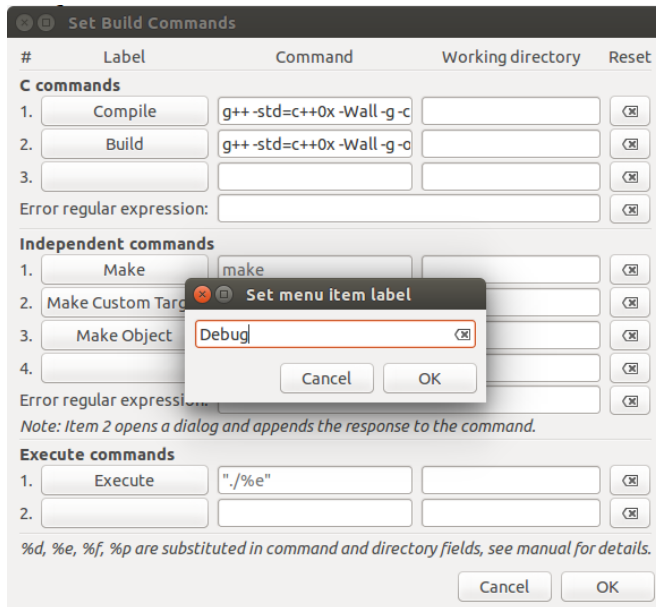 Set Build Commands
# Label Command Working directory Reset
C commands
1. Compile g++ -std=c++0x -Wall -g -c
2. Build g++ -std=c++0x -Wall -g -o
3.
Error regular expression:
Independent commands
1. Make make
2. Make Custom Targ
3. Make Object
4.
Set menu item label
Debug
Cancel OK
Error regular expression:
Note: Item 2 opens a dialog and appends the response to the command.
Execute commands
1. Execute "./%e"
2.
%d, %e, %f, %p are substituted in command and directory fields, see manual for details.
Cancel OK